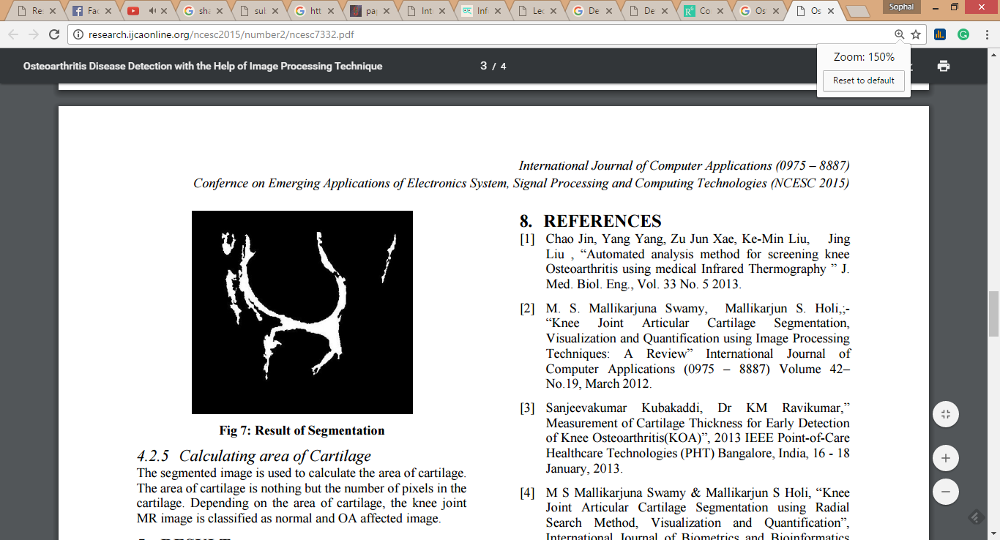 Re:
Fac
sha
sul
htt
pa
Int
Inf
Lec
De
De
Co
Os
Os
Sophal
research.ijcaonline.org/ncesc2015/number2/ncesc7332.pdf
Zoom: 150%
Reset to default
Osteoarthritis Disease Detection with the Help of Image Processing Technique
3 / 4
International Journal of Computer Applications (0975 – 8887)
Confernce on Emerging Applications of Electronics System, Signal Processing and Computing Technologies (NCESC 2015)
Fig 7: Result of Segmentation
4.2.5 Calculating area of Cartilage
The segmented image is used to calculate the area of cartilage.
The area of cartilage is nothing but the number of pixels in the
cartilage. Depending on the area of cartilage, the knee joint
MR image is classified as normal and OA affected image.
5. RESULT
8. REFERENCES
[1] Chao Jin, Yang Yang, Zu Jun Xae, Ke-Min Liu, Jing
Liu , “Automated analysis method for screening knee
Osteoarthritis using medical Infrared Thermography ” J.
Med. Biol. Eng., Vol. 33 No. 5 2013.
[2] M. S. Mallikarjuna Swamy, Mallikarjun S. Holi,;-
“Knee Joint Articular Cartilage Segmentation,
Visualization and Quantification using Image Processing
Techniques: A Review” International Journal of
Computer Applications (0975 – 8887) Volume 42–
No.19, March 2012.
[3] Sanjeevakumar Kubakaddi, Dr KM Ravikumar,”
Measurement of Cartilage Thickness for Early Detection
of Knee Osteoarthritis(KOA)”, 2013 IEEE Point-of-Care
Healthcare Technologies (PHT) Bangalore, India, 16 - 18
January, 2013.
[4] M S Mallikarjuna Swamy & Mallikarjun S Holi, “Knee
Joint Articular Cartilage Segmentation using Radial
Search Method, Visualization and Quantification”,
International Journal of Biometrics and Bioinformatics